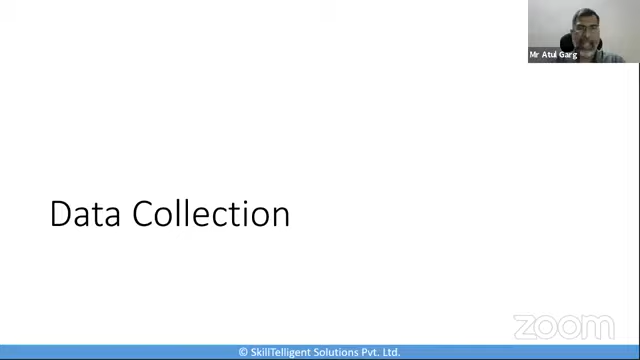 Mr Atul Garg
Data Collection
zoom
© SkillTelligent Solutions Pvt. Ltd.